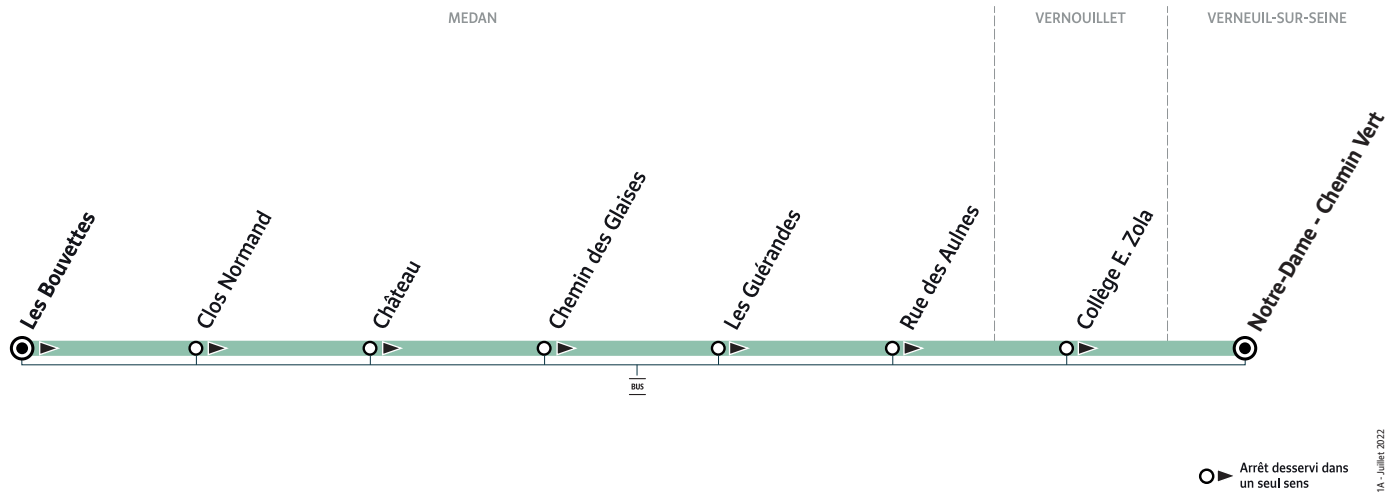 MEDAN
VERNOUILLET
VERNEUIL-SUR-SEINE
Les Bouvettes
Clos Normand
Château
Chemin des Glaises
Les Guérandes
Rue des Aulnes
Collège E. Zola
Notre-Dame - Chemin Vert
BUS
Arrêt desservi dans
un seul sens
1A - Juillet 2022